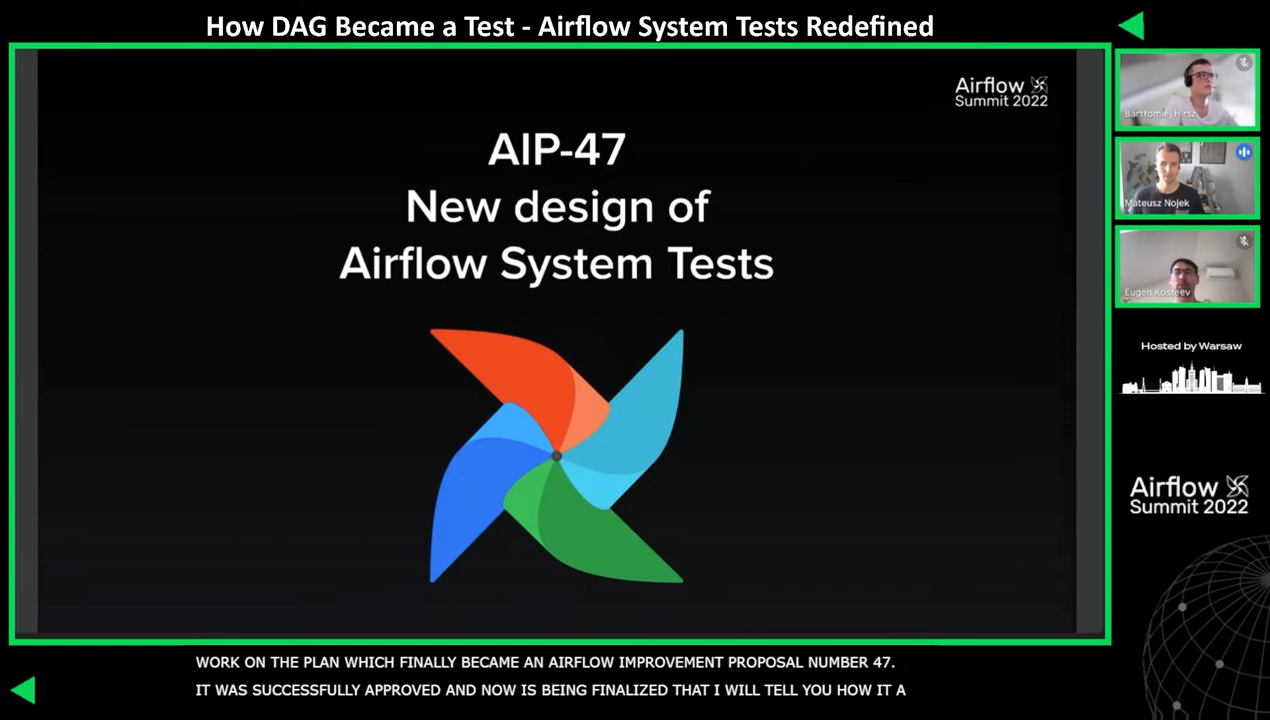 How DAG Became a Test - Airflow System Tests Redefined
Airflow
Summit 2022
AIP-47
New design of
Airflow System Tests
Bartłomiej Hirsz
Mateusz Nojek
Eugen Kosteev
Hosted by Warsaw
Airflow
Summit 2022
WORK ON THE PLAN WHICH FINALLY BECAME AN AIRFLOW IMPROVEMENT PROPOSAL NUMBER 47.
IT WAS SUCCESSFULLY APPROVED AND NOW IS BEING FINALIZED THAT I WILL TELL YOU HOW IT A